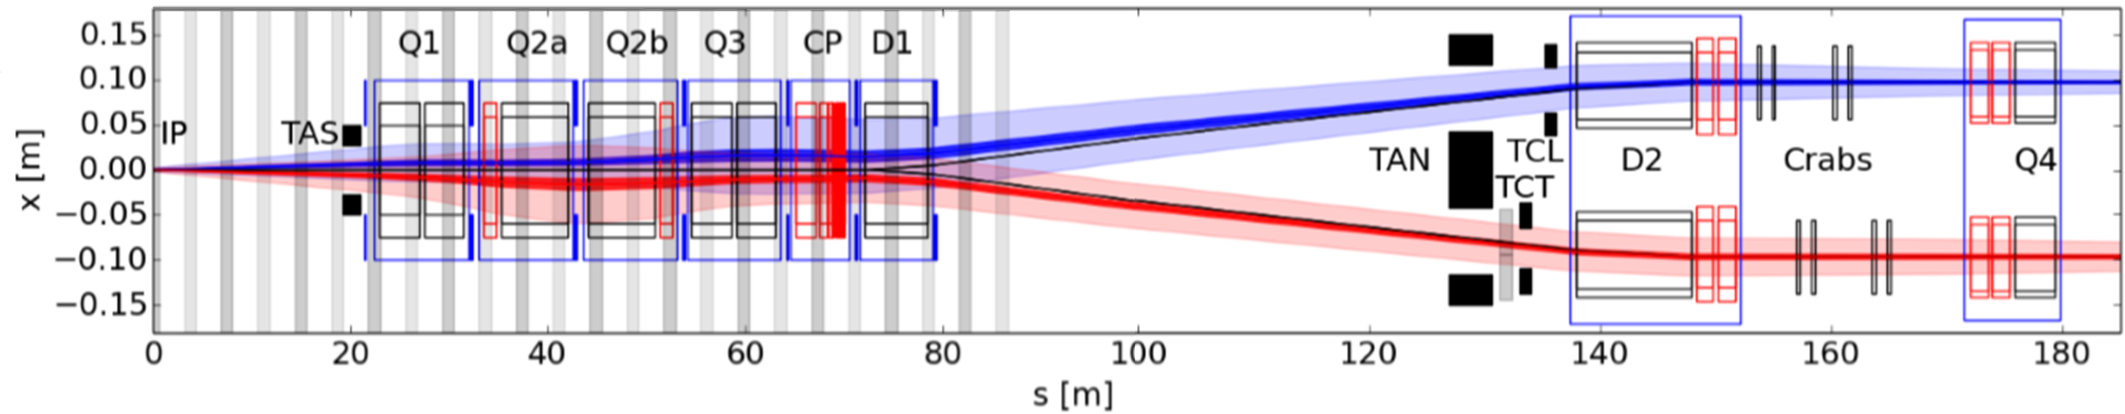 0.15
0.10
0.05
0.00
−0.05
−0.10
−0.15
x [m]
IP
TAS
Q1
Q2a
Q2b
Q3
CP
D1
TAN
TCL
TCT
D2
Crabs
Q4
0 20 40 60 80 100 120 140 160 180
s [m]